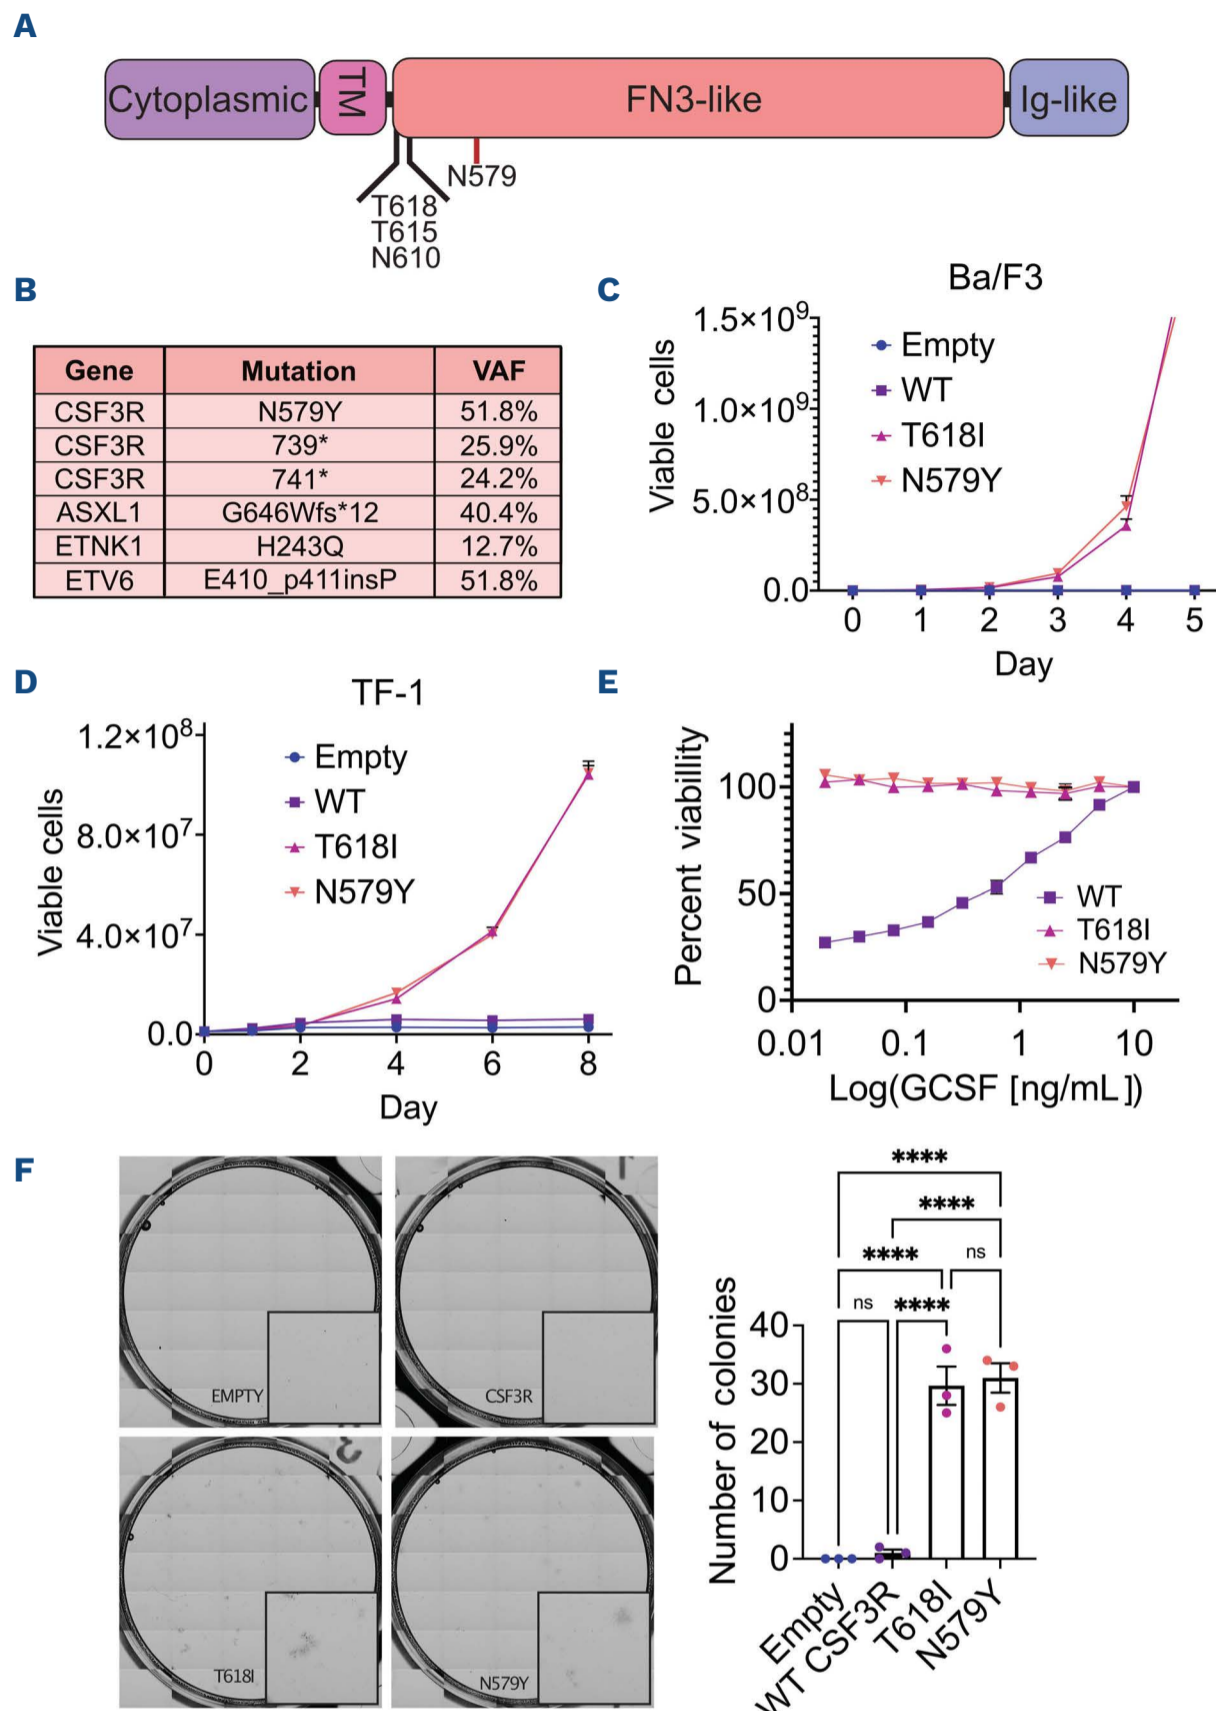 A
Cytoplasmic TM FN3-like Ig-like
N579
T618
T615
N610
B
Gene Mutation VAF
CSF3R N579Y 51.8%
CSF3R 739* 25.9%
CSF3R 741* 24.2%
ASXL1 G646Wfs*12 40.4%
ETNK1 H243Q 12.7%
ETV6 E410_p411insP 51.8%
C
Ba/F3
Viable cells
1.5×10⁹
1.0×10⁹
5.0×10⁸
0.0
Empty
WT
T618I
N579Y
0 1 2 3 4 5
Day
D
TF-1
Viable cells
1.2×10⁸
8.0×10⁷
4.0×10⁷
0.0
Empty
WT
T618I
N579Y
0 2 4 6 8
Day
E
Percent viabillity
100
50
0
WT
T618I
N579Y
0.01 0.1 1 10
Log(GCSF [ng/mL])
F
EMPTY
CSF3R
T618I
N579Y
****
****
**** ns
ns ****
Number of colonies
40
30
20
10
0
Empty
WT CSF3R
T618I
N579Y